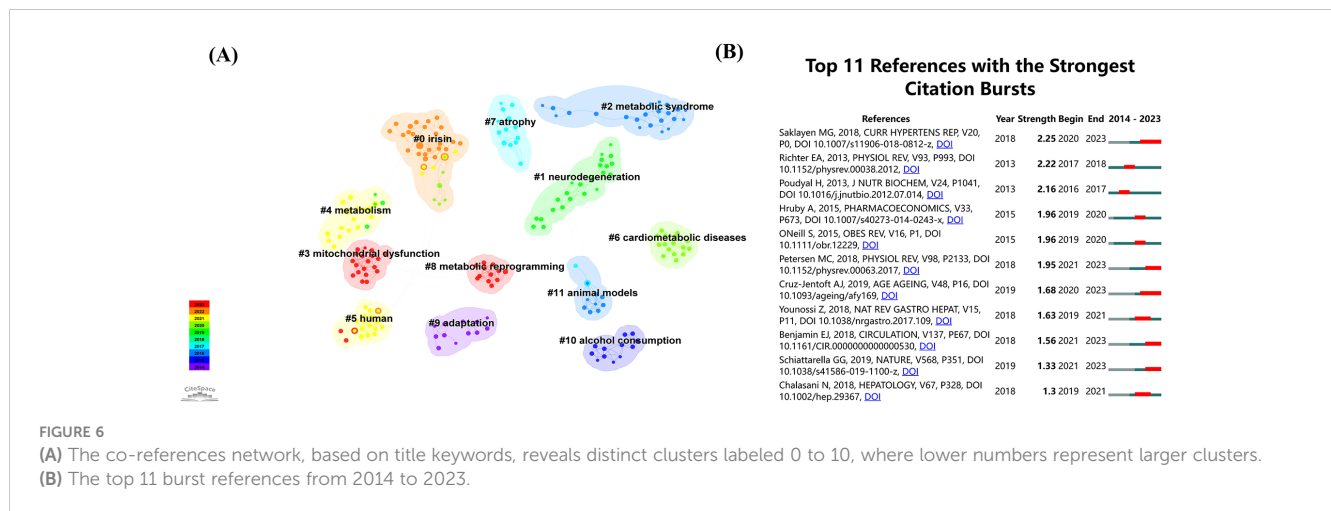 (A)
#2 metabolic syndrome
#7 atrophy
#0 irisin
#1 neurodegeneration
#4 metabolism
#6 cardiometabolic diseases
#3 mitochondrial dysfunction
#8 metabolic reprogramming
#11 animal models
#5 human
#9 adaptation
#10 alcohol consumption
2022
2021
2020
2019
2018
2017
2016
CiteSpace
(B)
Top 11 References with the Strongest
Citation Bursts
References Year Strength Begin End 2014 - 2023
Saklayen MG, 2018, CURR HYPERTENS REP, V20,
P0, DOI 10.1007/s11906-018-0812-z, DOI 2018 2.25 2020 2023
Richter EA, 2013, PHYSIOL REV, V93, P993, DOI
10.1152/physrev.00038.2012, DOI 2013 2.22 2017 2018
Poudyal H, 2013, J NUTR BIOCHEM, V24, P1041,
DOI 10.1016/j.jnutbio.2012.07.014, DOI 2013 2.16 2016 2017
Hruby A, 2015, PHARMACOECONOMICS, V33,
P673, DOI 10.1007/s40273-014-0243-x, DOI 2015 1.96 2019 2020
ONeill S, 2015, OBES REV, V16, P1, DOI
10.1111/obr.12229, DOI 2015 1.96 2019 2020
Petersen MC, 2018, PHYSIOL REV, V98, P2133, DOI
10.1152/physrev.00063.2017, DOI 2018 1.95 2021 2023
Cruz-Jentoft AJ, 2019, AGE AGEING, V48, P16, DOI
10.1093/ageing/afy169, DOI 2019 1.68 2020 2023
Younossi Z, 2018, NAT REV GASTRO HEPAT, V15,
P11, DOI 10.1038/nrgastro.2017.109, DOI 2018 1.63 2019 2021
Benjamin EJ, 2018, CIRCULATION, V137, PE67, DOI
10.1161/CIR.0000000000000530, DOI 2018 1.56 2021 2023
Schiattarella GG, 2019, NATURE, V568, P351, DOI
10.1038/s41586-019-1100-z, DOI 2019 1.33 2021 2023
Chalasani N, 2018, HEPATOLOGY, V67, P328, DOI
10.1002/hep.29367, DOI 2018 1.3 2019 2021
FIGURE 6
(A) The co-references network, based on title keywords, reveals distinct clusters labeled 0 to 10, where lower numbers represent larger clusters.
(B) The top 11 burst references from 2014 to 2023.